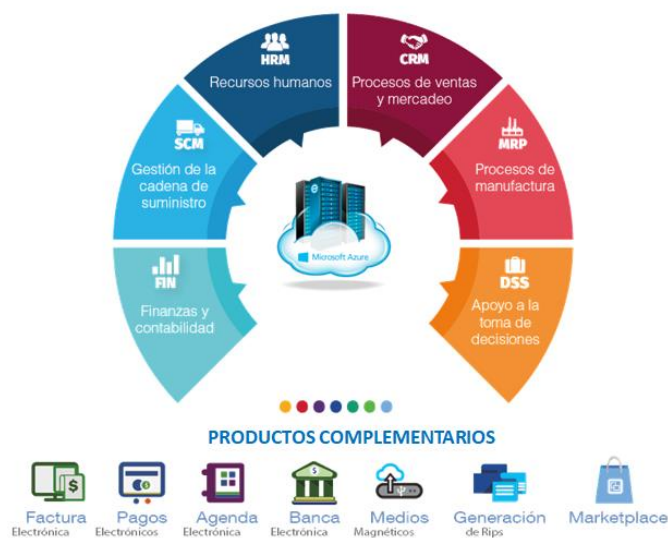 HRM
Recursos humanos
CRM
Procesos de ventas
y mercadeo
SCM
Gestión de la
cadena de
suministro
MRP
Procesos de
manufactura
Microsoft Azure
FIN
Finanzas y
contabilidad
DSS
Apoyo a la
toma de
decisiones
PRODUCTOS COMPLEMENTARIOS
Factura
Electrónica
Pagos
Electrónicos
Agenda
Electrónica
Banca
Electrónica
Medios
Magnéticos
Generación
de Rips
Marketplace